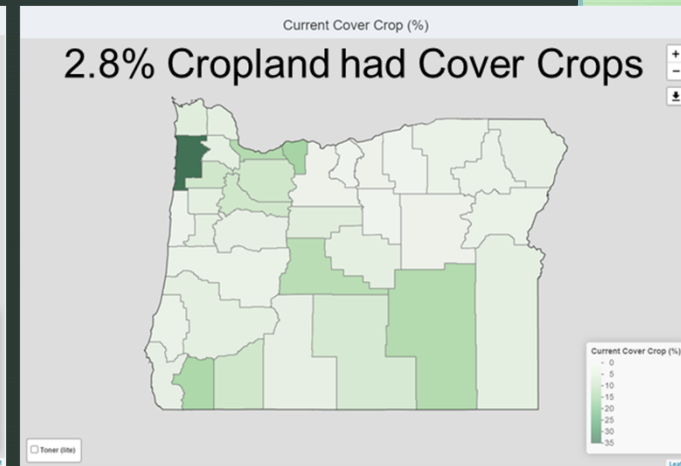 Current Cover Crop (%)
2.8% Cropland had Cover Crops
+
−
Current Cover Crop (%)
0
5
10
15
20
25
30
35
Toner (lite)
Leaf